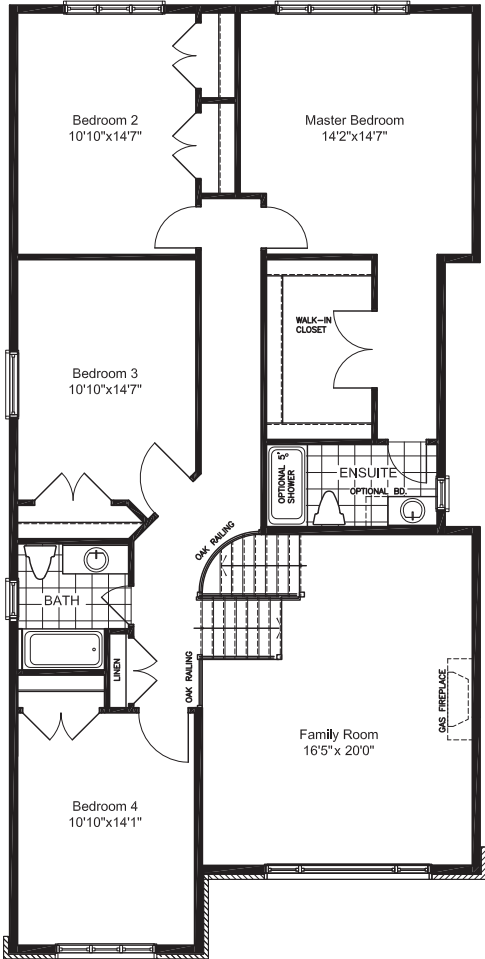 Bedroom 2
10'10"x14'7"
Master Bedroom
14'2"x14'7"
WALK-IN
CLOSET
Bedroom 3
10'10"x14'7"
OPTIONAL 5'
SHOWER
ENSUITE
OPTIONAL BD.
OAK RAILING
BATH
LINEN
OAK RAILING
GAS FIREPLACE
Family Room
16'5"x 20'0"
Bedroom 4
10'10"x14'1"